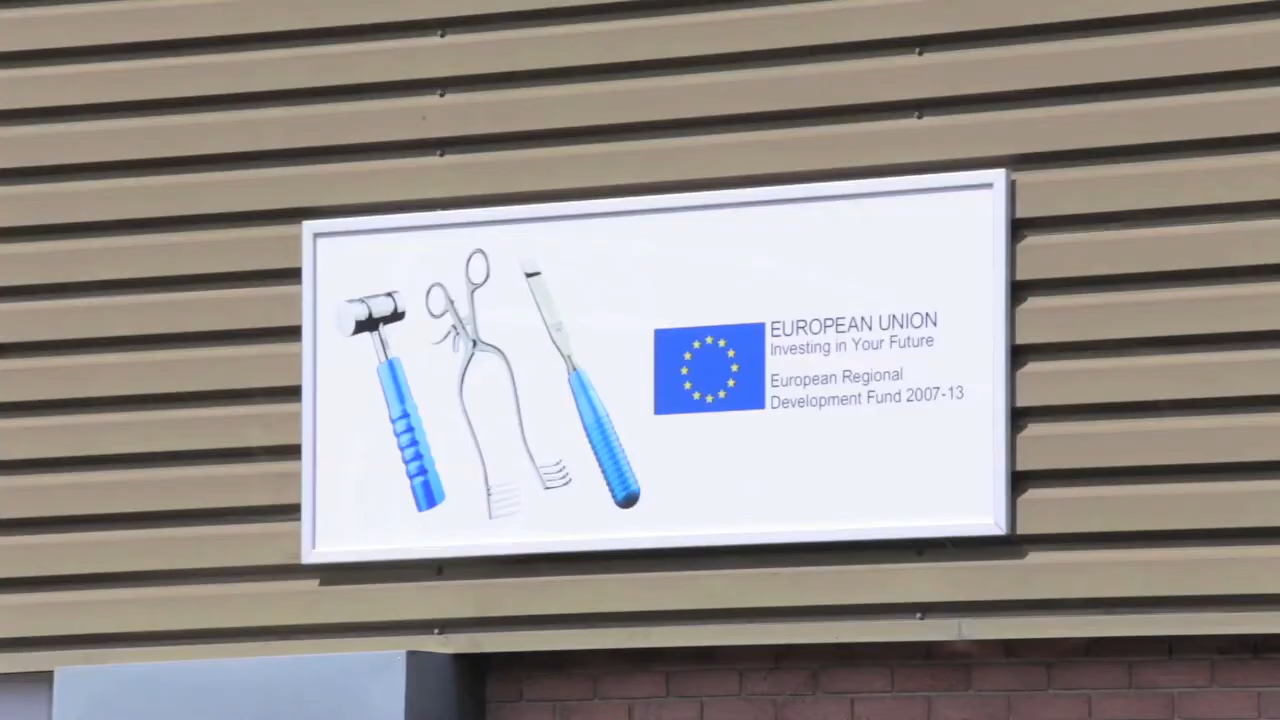 EUROPEAN UNION
Investing in Your Future
European Regional
Development Fund 2007-13